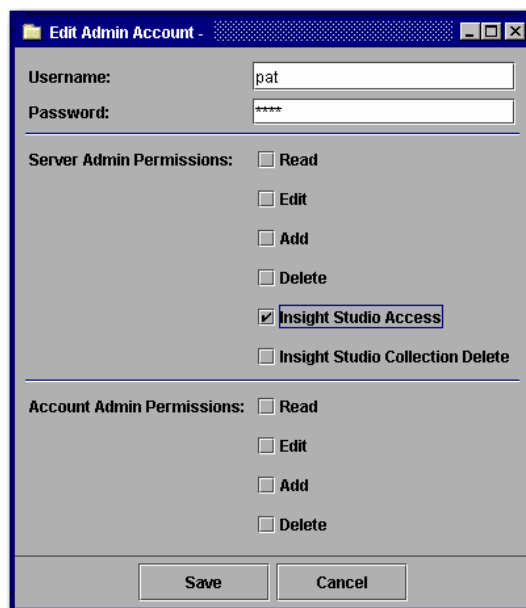 Edit Admin Account -
Username: pat
Password: ****
Server Admin Permissions: Read
Edit
Add
Delete
Insight Studio Access
Insight Studio Collection Delete
Account Admin Permissions: Read
Edit
Add
Delete
Save Cancel